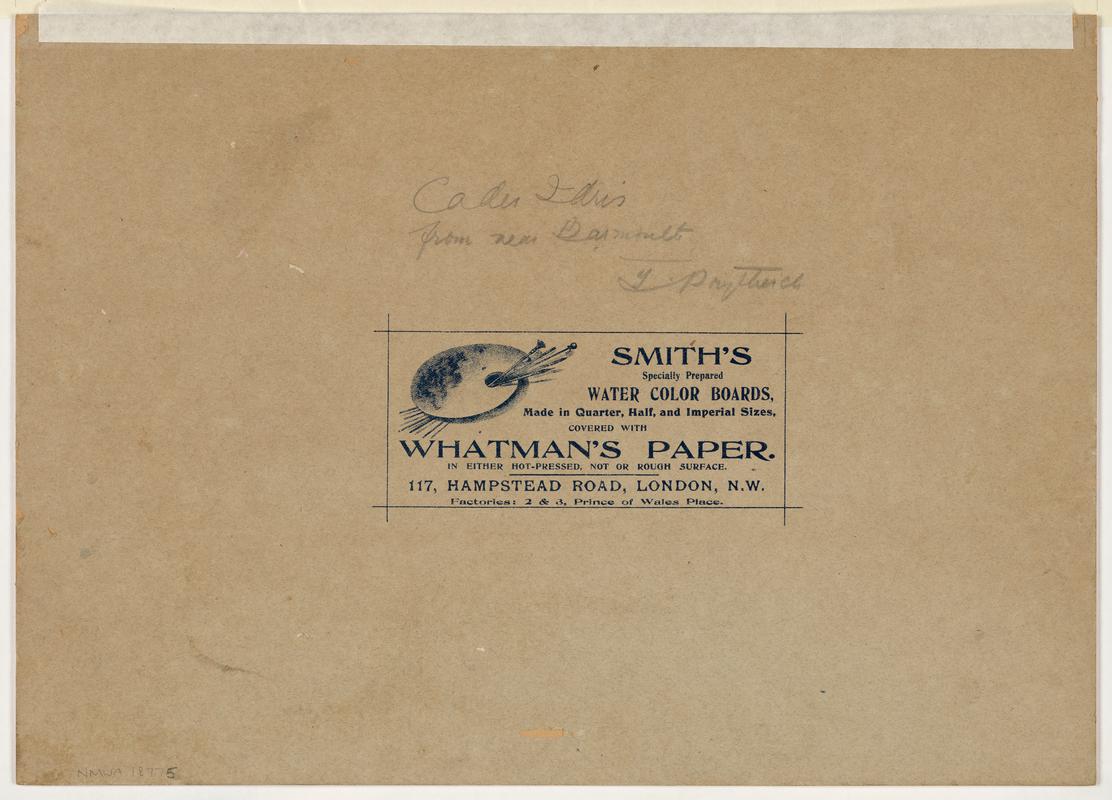 Cader Idris
from near Barmouth
SMITH'S
Specially Prepared
WATER COLOR BOARDS,
Made in Quarter, Half, and Imperial Sizes,
COVERED WITH
WHATMAN'S PAPER.
IN EITHER HOT-PRESSED, NOT OR ROUGH SURFACE.
117, HAMPSTEAD ROAD, LONDON, N.W.
Factories: 2 & 3, Prince of Wales Place.
NMWA 18775